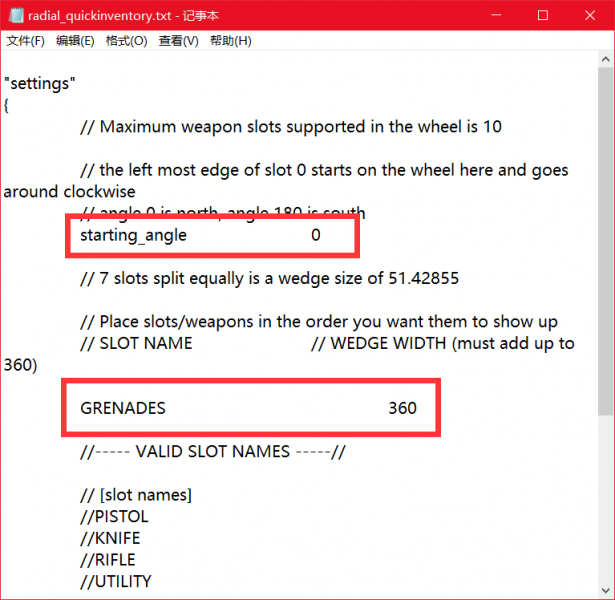 radial_quickinventory.txt - 记事本
文件(F) 编辑(E) 格式(O) 查看(V) 帮助(H)
"settings"
{
// Maximum weapon slots supported in the wheel is 10
// the left most edge of slot 0 starts on the wheel here and goes
around clockwise
// angle 0 is north, angle 180 is south
starting_angle 0
// 7 slots split equally is a wedge size of 51.42855
// Place slots/weapons in the order you want them to show up
// SLOT NAME // WEDGE WIDTH (must add up to
360)
GRENADES 360
//----- VALID SLOT NAMES -----//
// [slot names]
//PISTOL
//KNIFE
//RIFLE
//UTILITY